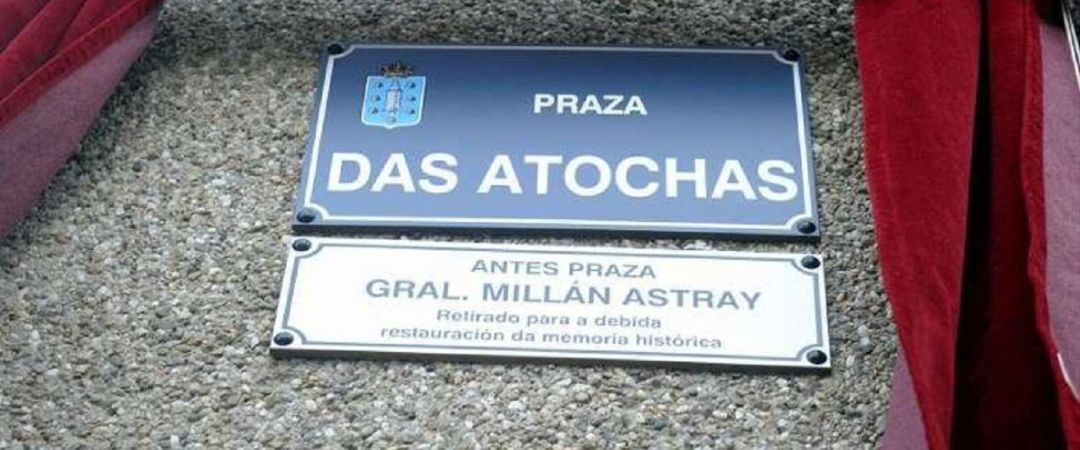 PRAZA
DAS ATOCHAS
ANTES PRAZA
GRAL. MILLÁN ASTRAY
Retirado para a debida
restauración da memoria histórica